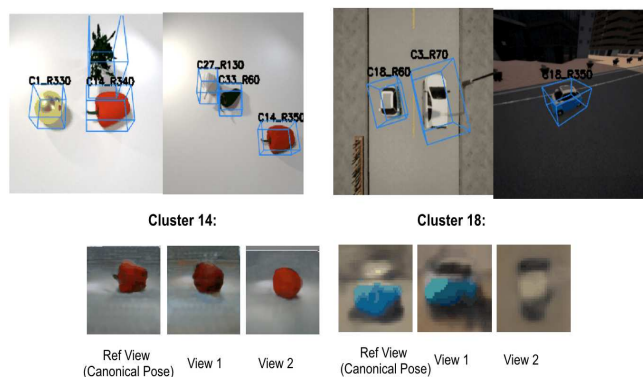 C1_R330
C14_R340
C27_R130
C33_R60
C14_R350
C18_R60
C3_R70
C18_R350
Cluster 14:
Cluster 18:
Ref View
(Canonical Pose)
View 1
View 2
Ref View
(Canonical Pose)
View 1
View 2